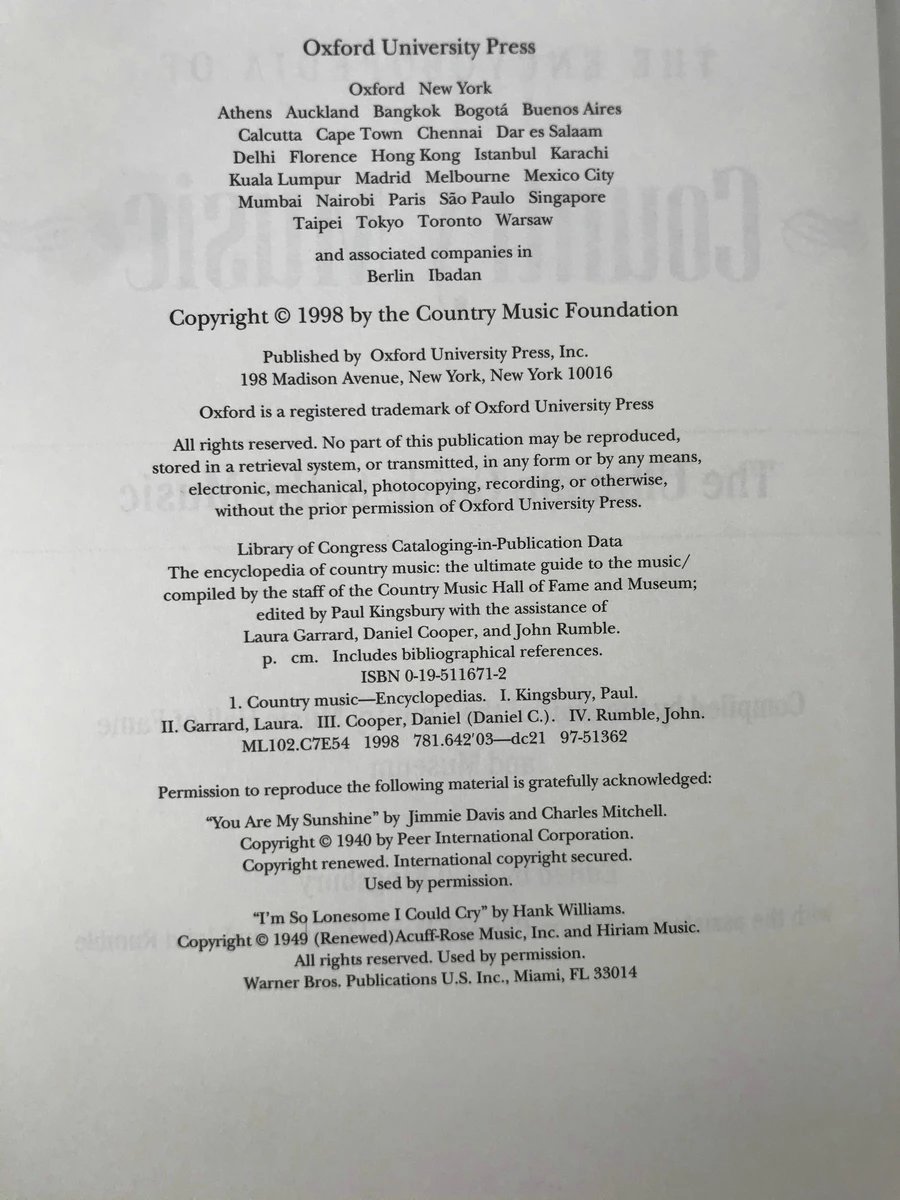 Oxford University Press
Oxford New York
Athens Auckland Bangkok Bogotá Buenos Aires
Calcutta Cape Town Chennai Dar es Salaam
Delhi Florence Hong Kong Istanbul Karachi
Kuala Lumpur Madrid Melbourne Mexico City
Mumbai Nairobi Paris São Paulo Singapore
Taipei Tokyo Toronto Warsaw
and associated companies in
Berlin Ibadan
Copyright © 1998 by the Country Music Foundation
Published by Oxford University Press, Inc.
198 Madison Avenue, New York, New York 10016
Oxford is a registered trademark of Oxford University Press
All rights reserved. No part of this publication may be reproduced,
stored in a retrieval system, or transmitted, in any form or by any means,
electronic, mechanical, photocopying, recording, or otherwise,
without the prior permission of Oxford University Press.
Library of Congress Cataloging-in-Publication Data
The encyclopedia of country music: the ultimate guide to the music/
compiled by the staff of the Country Music Hall of Fame and Museum;
edited by Paul Kingsbury with the assistance of
Laura Garrard, Daniel Cooper, and John Rumble.
p. cm. Includes bibliographical references.
ISBN 0-19-511671-2
1. Country music—Encyclopedias. I. Kingsbury, Paul.
II. Garrard, Laura. III. Cooper, Daniel (Daniel C.). IV. Rumble, John.
ML102.C7E54 1998 781.642'03—dc21 97-51362
Permission to reproduce the following material is gratefully acknowledged:
“You Are My Sunshine” by Jimmie Davis and Charles Mitchell.
Copyright © 1940 by Peer International Corporation.
Copyright renewed. International copyright secured.
Used by permission.
“I'm So Lonesome I Could Cry” by Hank Williams.
Copyright © 1949 (Renewed)Acuff-Rose Music, Inc. and Hiriam Music.
All rights reserved. Used by permission.
Warner Bros. Publications U.S. Inc., Miami, FL 33014